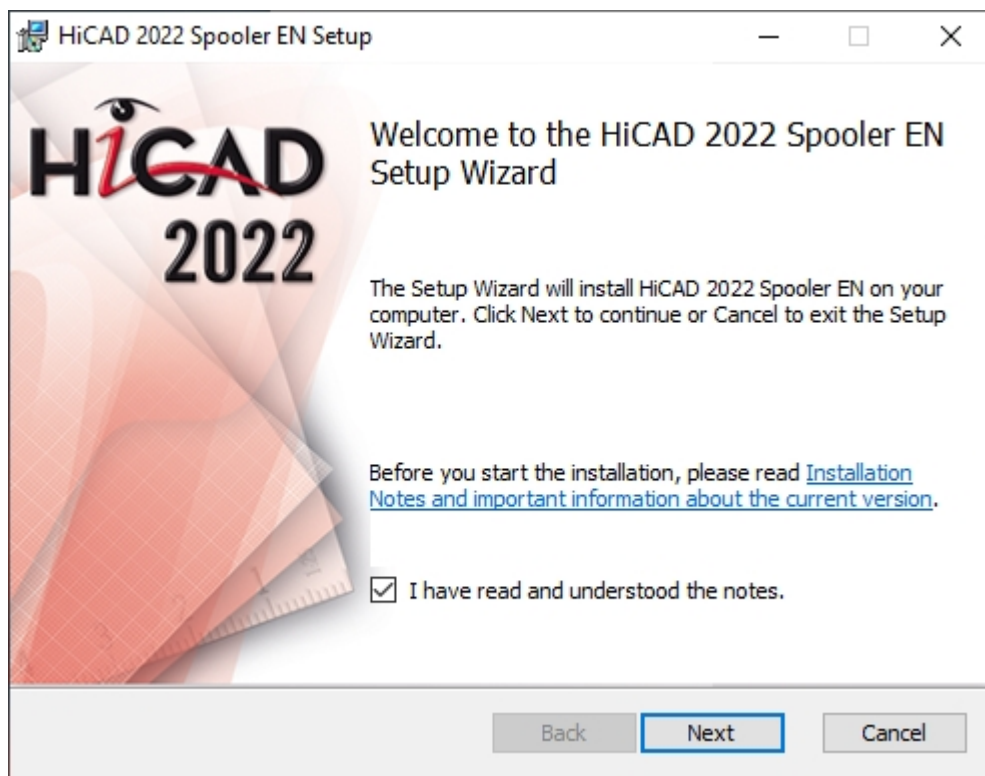 HiCAD 2022 Spooler EN Setup
HiCAD
2022
Welcome to the HiCAD 2022 Spooler EN
Setup Wizard
The Setup Wizard will install HiCAD 2022 Spooler EN on your
computer. Click Next to continue or Cancel to exit the Setup
Wizard.
Before you start the installation, please read Installation
Notes and important information about the current version.
I have read and understood the notes.
Back
Next
Cancel